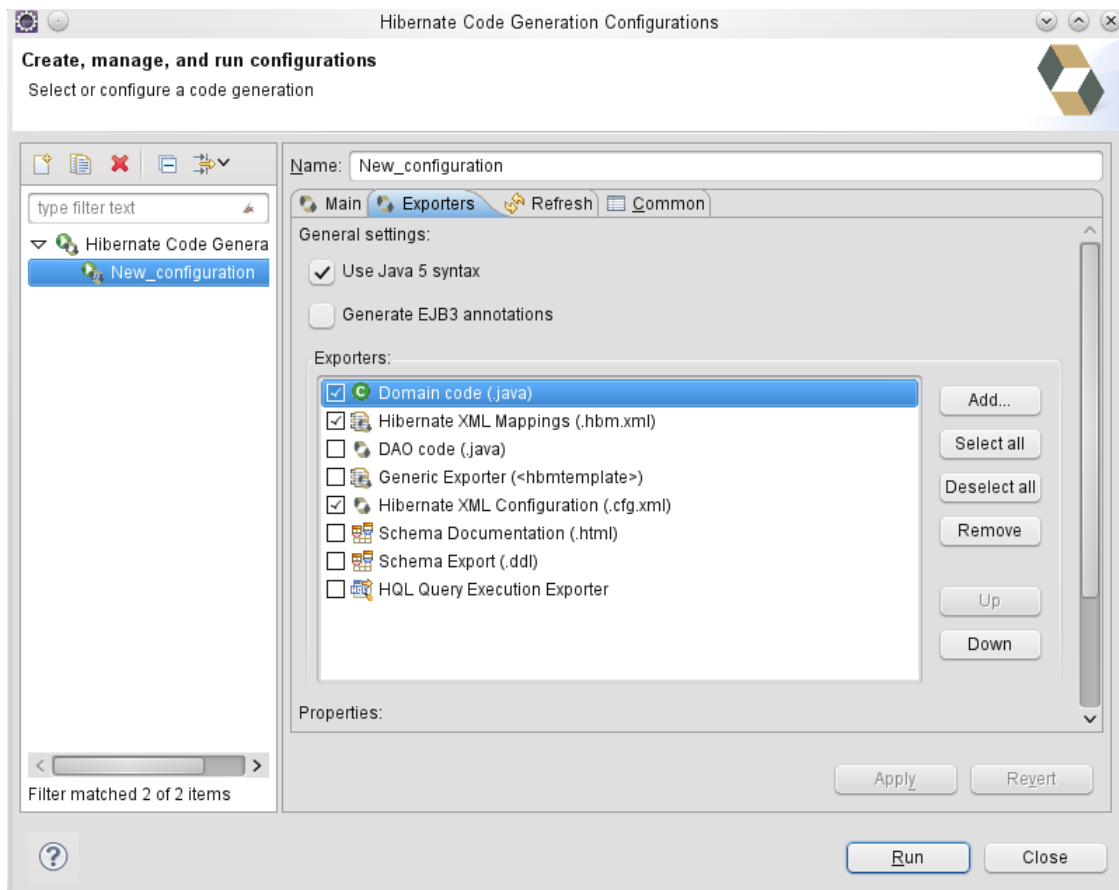 Hibernate Code Generation Configurations
Create, manage, and run configurations
Select or configure a code generation
type filter text
Hibernate Code Genera
New_configuration
Filter matched 2 of 2 items
Name: New_configuration
Main Exporters Refresh Common
General settings:
Use Java 5 syntax
Generate EJB3 annotations
Exporters:
Domain code (.java)
Hibernate XML Mappings (.hbm.xml)
DAO code (.java)
Generic Exporter (<hbmtemplate>)
Hibernate XML Configuration (.cfg.xml)
Schema Documentation (.html)
Schema Export (.ddl)
HQL Query Execution Exporter
Add...
Select all
Deselect all
Remove
Up
Down
Properties:
Apply Revert
Run Close